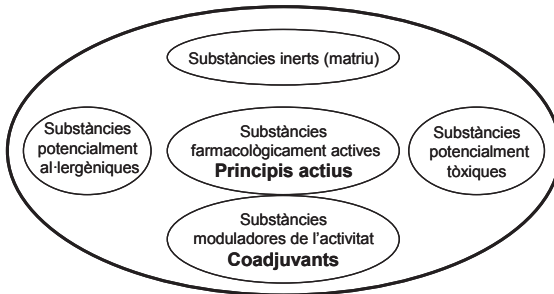 Substàncies inerts (matriu)
Substàncies
potencialment
al·lergèniques
Substàncies
farmacològicament actives
Principis actius
Substàncies
potencialment
tòxiques
Substàncies
moduladores de l'activitat
Coadjuvants